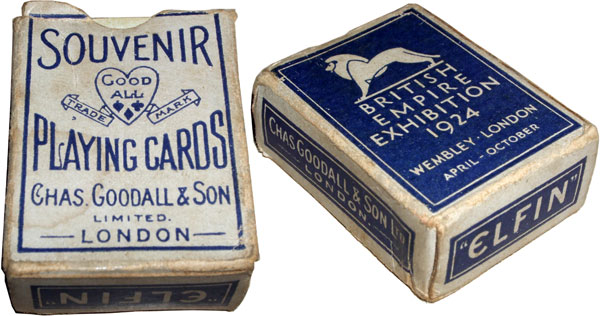 SOUVENIR
GOOD
ALL
TRADE MARK
PLAYING CARDS
CHAS. GOODALL & SON
LIMITED.
LONDON
"ELFIN"
BRITISH
EMPIRE
EXHIBITION
1924
WEMBLEY · LONDON
APRIL - OCTOBER
CHAS GOODALL & SON LTD
LONDON
"ELFIN"